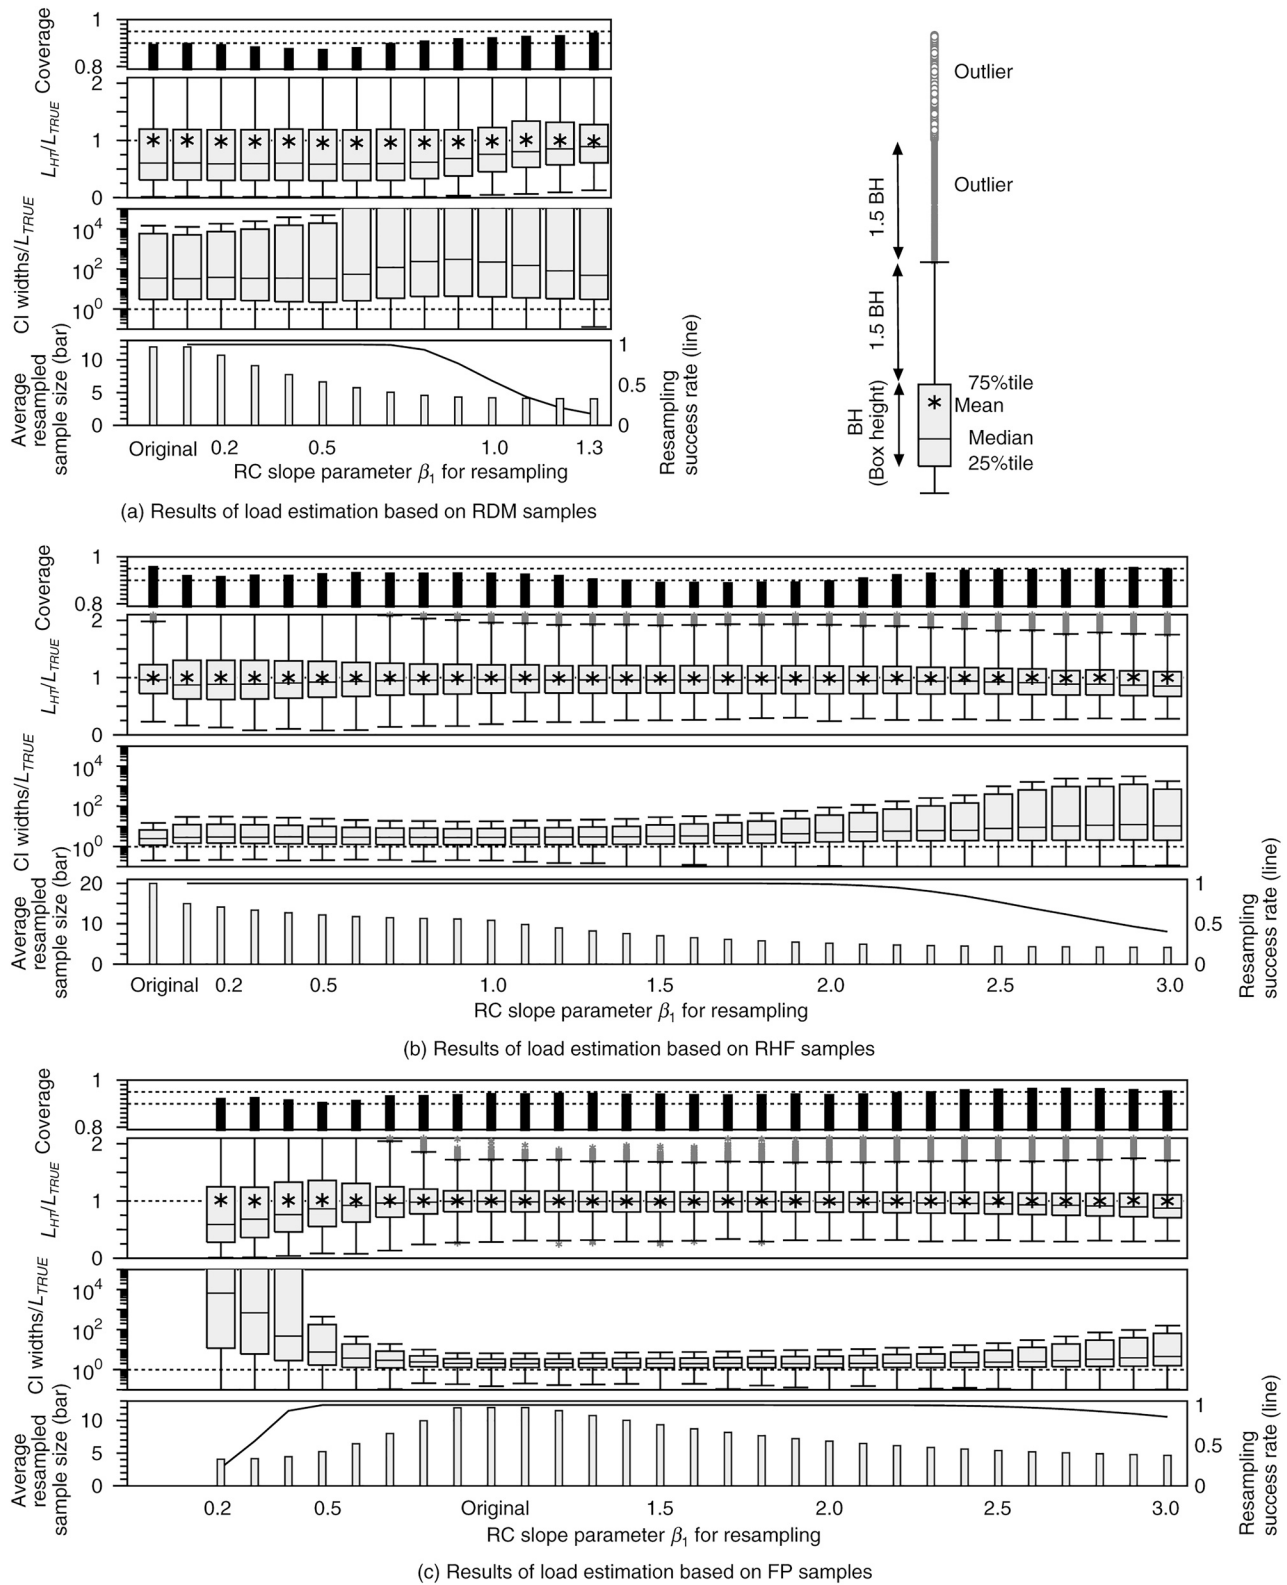 Coverage
1
0.8
L_HT/L_TRUE
2
1
0
CI widths/L_TRUE
10^4
10^2
10^0
Average
resampled
sample size (bar)
10
5
0
1
0.5
0
Resampling
success rate (line)
Original 0.2 0.5 1.0 1.3
RC slope parameter β_1 for resampling
(a) Results of load estimation based on RDM samples
Outlier
Outlier
1.5 BH
1.5 BH
BH
(Box height)
75%tile
Mean
Median
25%tile
Coverage
1
0.8
L_HT/L_TRUE
2
1
0
CI widths/L_TRUE
10^4
10^2
10^0
Average
resampled
sample size (bar)
20
10
0
1
0.5
0
Resampling
success rate (line)
Original 0.2 0.5 1.0 1.5 2.0 2.5 3.0
RC slope parameter β_1 for resampling
(b) Results of load estimation based on RHF samples
Coverage
1
0.8
L_HT/L_TRUE
2
1
0
CI widths/L_TRUE
10^4
10^2
10^0
Average
resampled
sample size (bar)
10
5
0
1
0.5
0
Resampling
success rate (line)
0.2 0.5 Original 1.5 2.0 2.5 3.0
RC slope parameter β_1 for resampling
(c) Results of load estimation based on FP samples